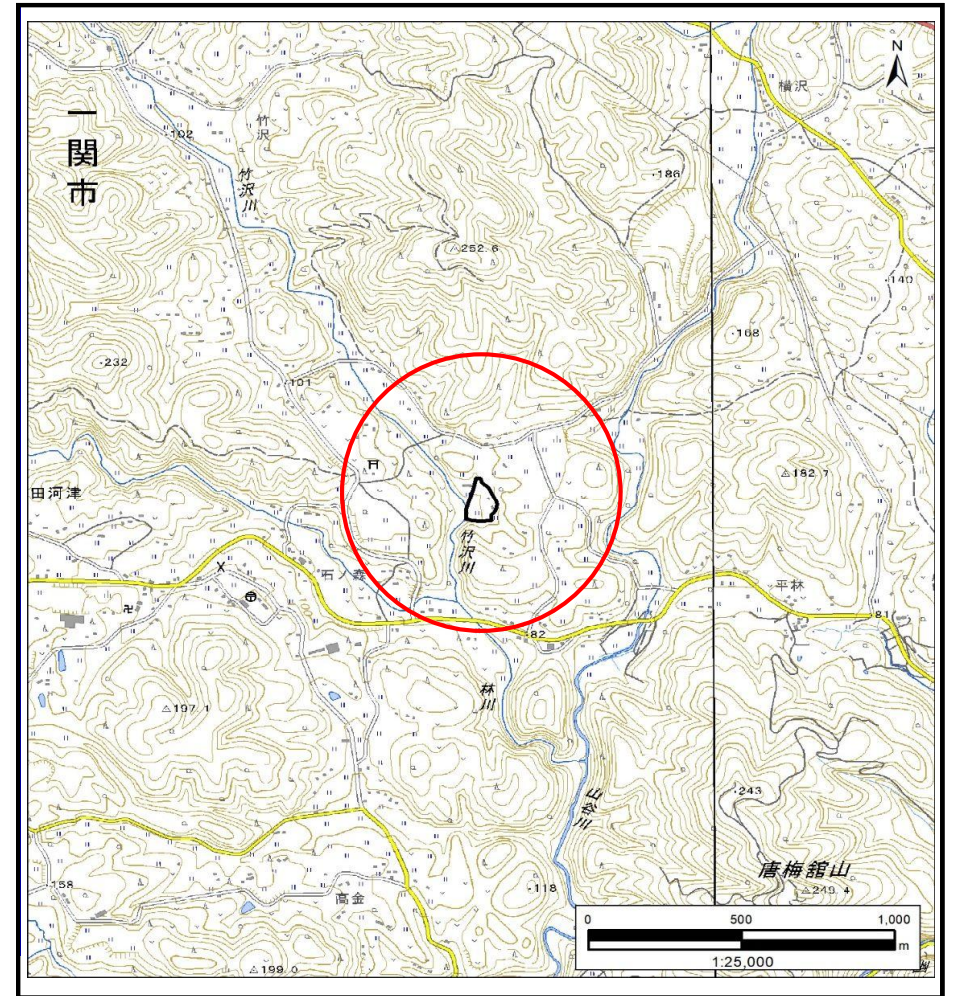 N
横沢
・102
竹沢
一関市
竹沢川
・186
△252.6
・140
・168
・232
・101
△182.7
田河津
竹沢川
石ノ森
平林
・81
・82
林川
△197.1
・243
山谷川
唐梅舘山
△249.4
・158
・118
高金
0 500 1,000
m
1:25,000
△199.0